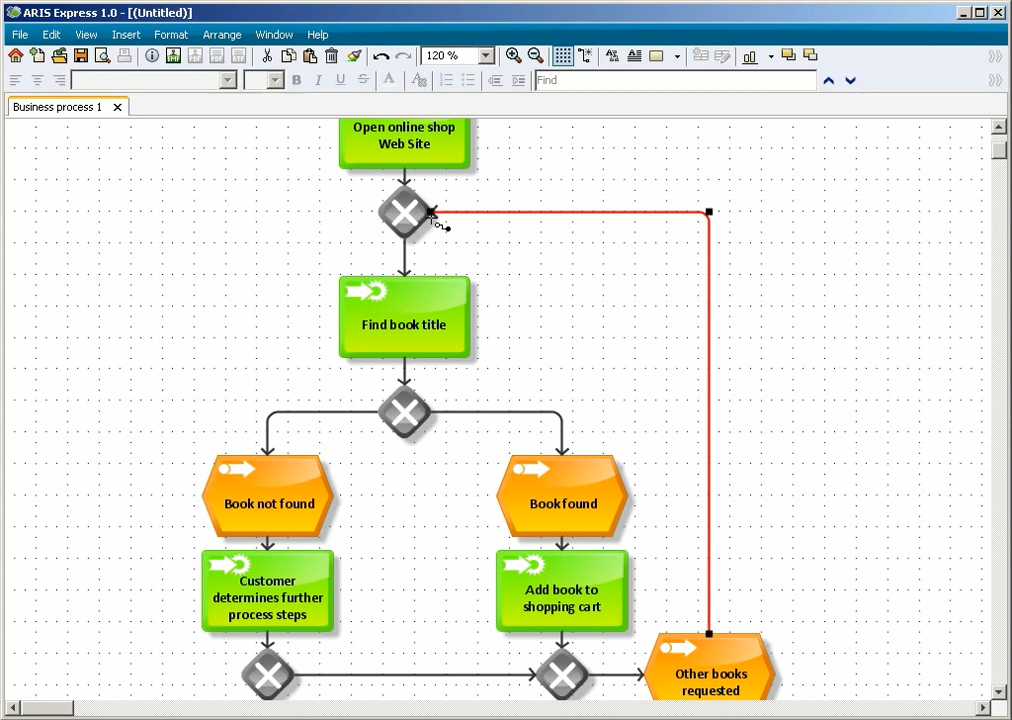 ARIS Express 1.0 - [(Untitled)]
File Edit View Insert Format Arrange Window Help
120 %
B I U S A
Find
Business process 1
Open online shop
Web Site
Find book title
Book not found
Book found
Customer
determines further
process steps
Add book to
shopping cart
Other books
requested